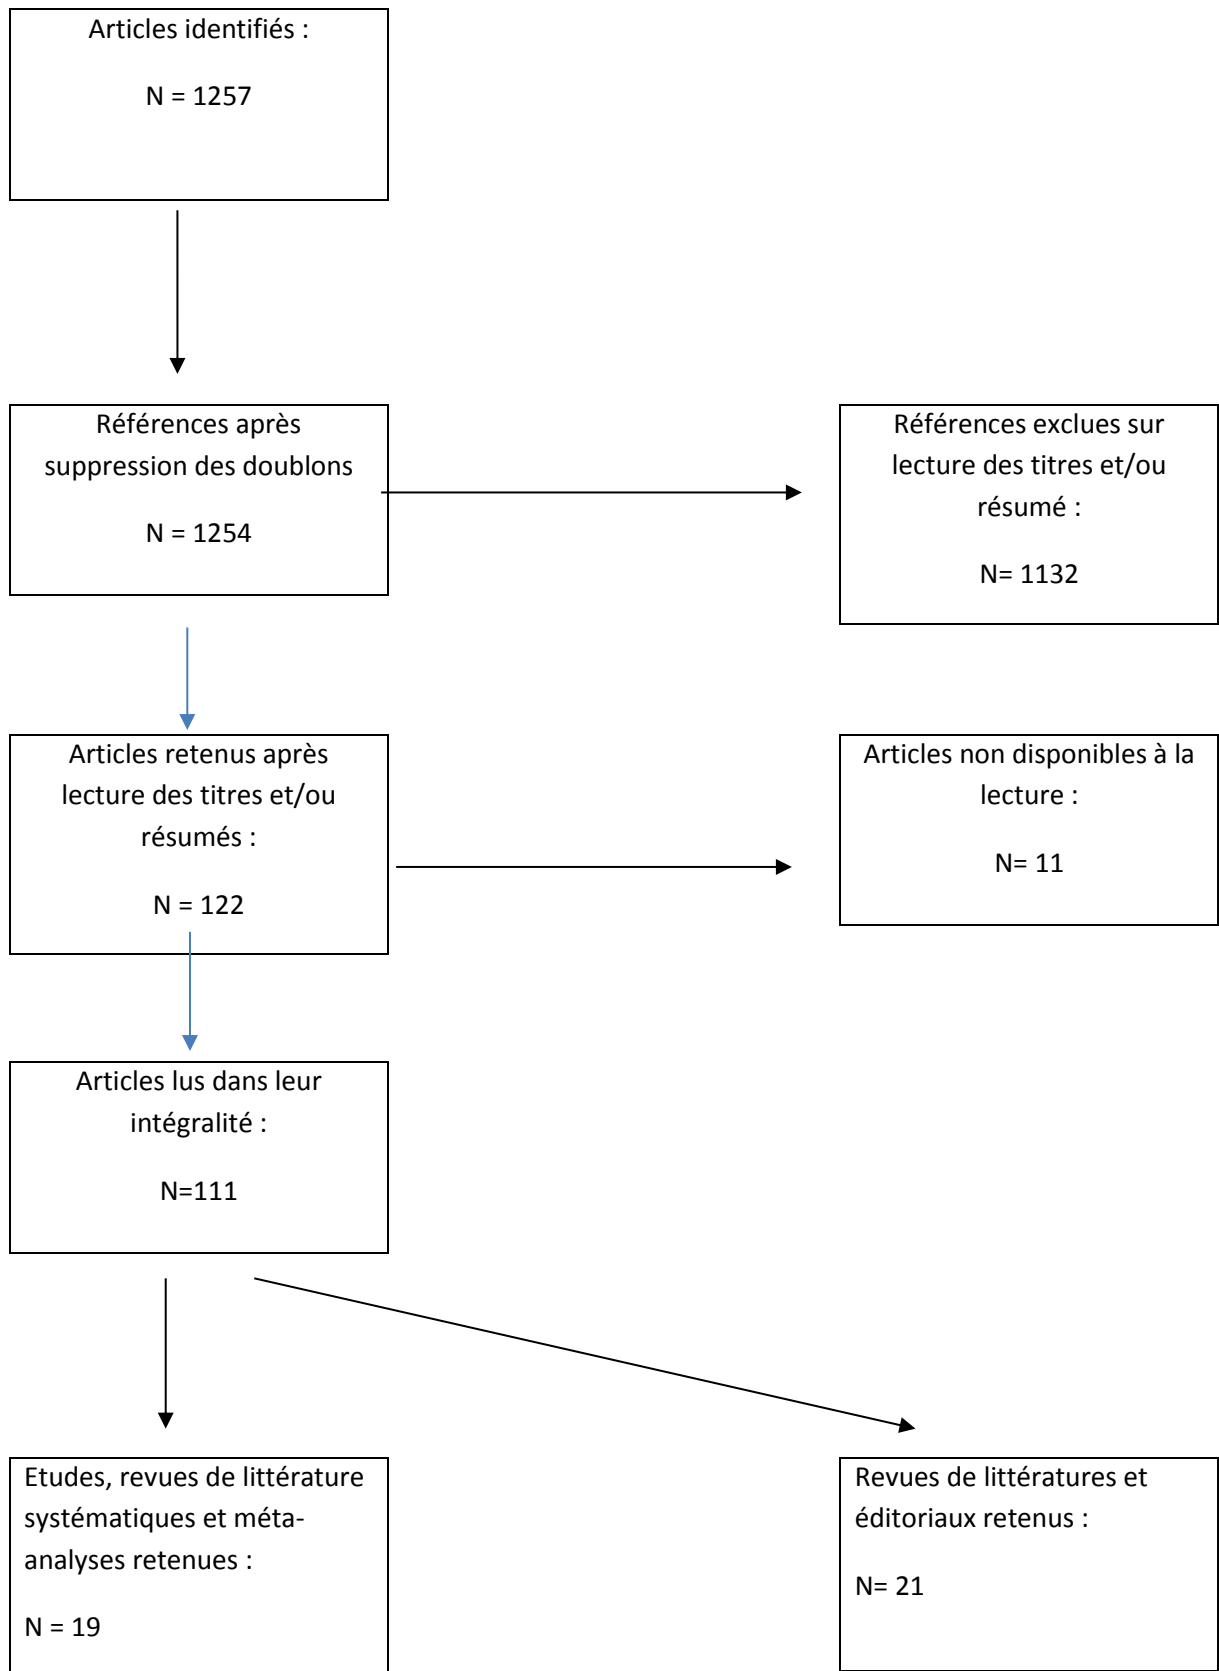 Articles identifiés :
N = 1257
Références après
suppression des doublons
N = 1254
Références exclues sur
lecture des titres et/ou
résumé :
N= 1132
Articles retenus après
lecture des titres et/ou
résumés :
N = 122
Articles non disponibles à la
lecture :
N= 11
Articles lus dans leur
intégralité :
N=111
Etudes, revues de littérature
systématiques et méta-
analyses retenues :
N = 19
Revues de littératures et
éditoriaux retenus :
N= 21